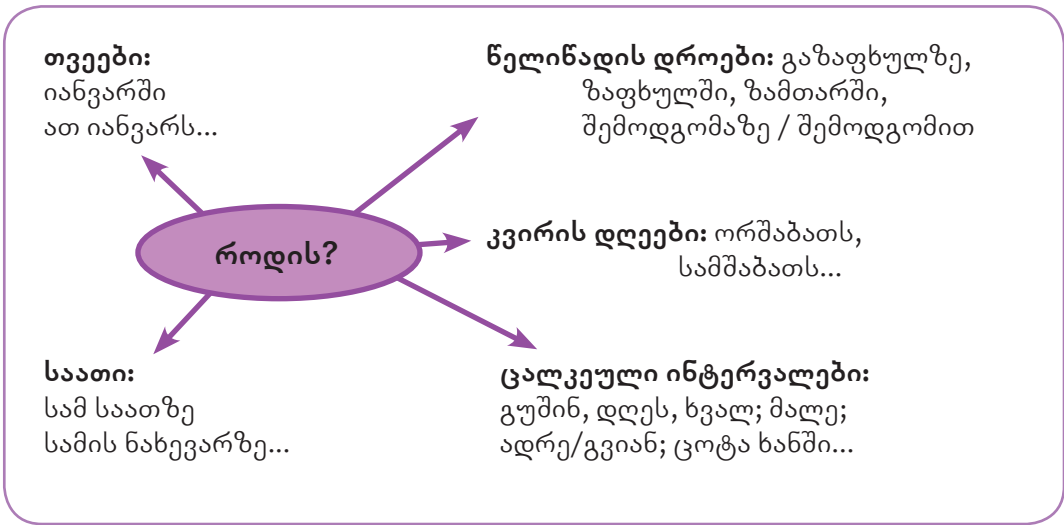 თვეები:
იანვარში
ათ იანვარს...
წელიწადის დროები: გაზაფხულზე,
ზაფხულში, ზამთარში,
შემოდგომაზე / შემოდგომით
როდის?
კვირის დღეები: ორშაბათს,
სამშაბათს...
საათი:
სამ საათზე
სამის ნახევარზე...
ცალკეული ინტერვალები:
გუშინ, დღეს, ხვალ; მალე;
ადრე/გვიან; ცოტა ხანში...